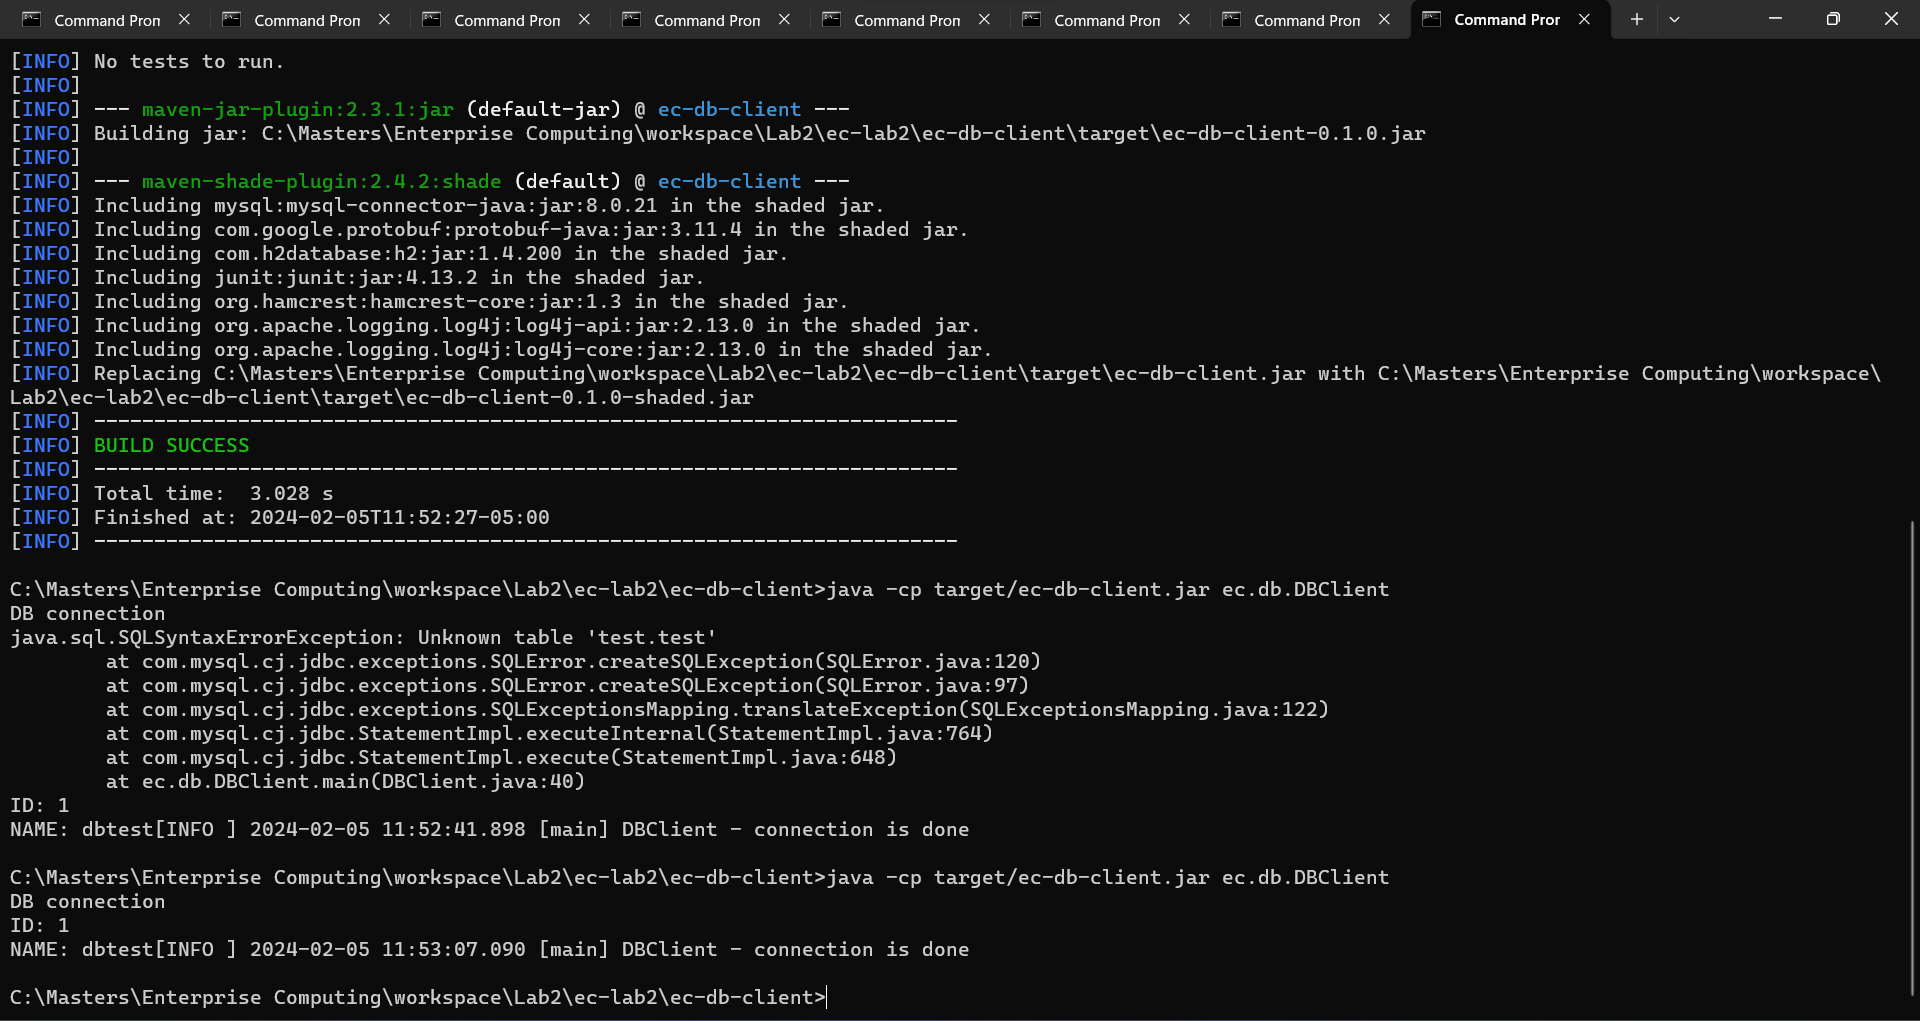 Command Pron Command Pron Command Pron Command Pron Command Pron Command Pron Command Pron Command Pror
[INFO] No tests to run.
[INFO]
[INFO] --- maven-jar-plugin:2.3.1:jar (default-jar) @ ec-db-client ---
[INFO] Building jar: C:\Masters\Enterprise Computing\workspace\Lab2\ec-lab2\ec-db-client\target\ec-db-client-0.1.0.jar
[INFO]
[INFO] --- maven-shade-plugin:2.4.2:shade (default) @ ec-db-client ---
[INFO] Including mysql:mysql-connector-java:jar:8.0.21 in the shaded jar.
[INFO] Including com.google.protobuf:protobuf-java:jar:3.11.4 in the shaded jar.
[INFO] Including com.h2database:h2:jar:1.4.200 in the shaded jar.
[INFO] Including junit:junit:jar:4.13.2 in the shaded jar.
[INFO] Including org.hamcrest:hamcrest-core:jar:1.3 in the shaded jar.
[INFO] Including org.apache.logging.log4j:log4j-api:jar:2.13.0 in the shaded jar.
[INFO] Including org.apache.logging.log4j:log4j-core:jar:2.13.0 in the shaded jar.
[INFO] Replacing C:\Masters\Enterprise Computing\workspace\Lab2\ec-lab2\ec-db-client\target\ec-db-client.jar with C:\Masters\Enterprise Computing\workspace\
Lab2\ec-lab2\ec-db-client\target\ec-db-client-0.1.0-shaded.jar
[INFO] ------------------------------------------------------------------------
[INFO] BUILD SUCCESS
[INFO] ------------------------------------------------------------------------
[INFO] Total time:  3.028 s
[INFO] Finished at: 2024-02-05T11:52:27-05:00
[INFO] ------------------------------------------------------------------------
C:\Masters\Enterprise Computing\workspace\Lab2\ec-lab2\ec-db-client>java -cp target/ec-db-client.jar ec.db.DBClient
DB connection
java.sql.SQLSyntaxErrorException: Unknown table 'test.test'
at com.mysql.cj.jdbc.exceptions.SQLError.createSQLException(SQLError.java:120)
at com.mysql.cj.jdbc.exceptions.SQLError.createSQLException(SQLError.java:97)
at com.mysql.cj.jdbc.exceptions.SQLExceptionsMapping.translateException(SQLExceptionsMapping.java:122)
at com.mysql.cj.jdbc.StatementImpl.executeInternal(StatementImpl.java:764)
at com.mysql.cj.jdbc.StatementImpl.execute(StatementImpl.java:648)
at ec.db.DBClient.main(DBClient.java:40)
ID: 1
NAME: dbtest[INFO ] 2024-02-05 11:52:41.898 [main] DBClient - connection is done
C:\Masters\Enterprise Computing\workspace\Lab2\ec-lab2\ec-db-client>java -cp target/ec-db-client.jar ec.db.DBClient
DB connection
ID: 1
NAME: dbtest[INFO ] 2024-02-05 11:53:07.090 [main] DBClient - connection is done
C:\Masters\Enterprise Computing\workspace\Lab2\ec-lab2\ec-db-client>